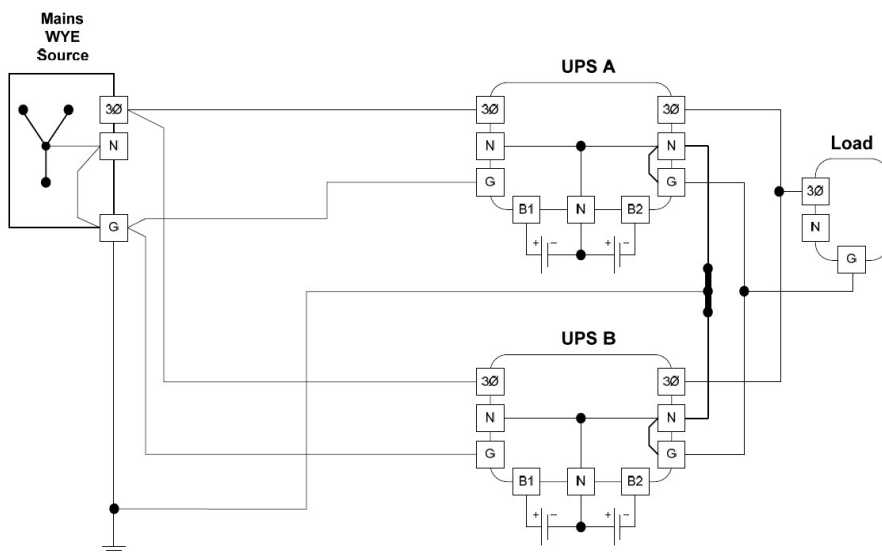 Mains
WYE
Source
3Ø
N
G
UPS A
3Ø
N
G
B1
N
B2
+ −
+ −
3Ø
N
G
Load
3Ø
N
G
UPS B
3Ø
N
G
B1
N
B2
+ −
+ −
3Ø
N
G